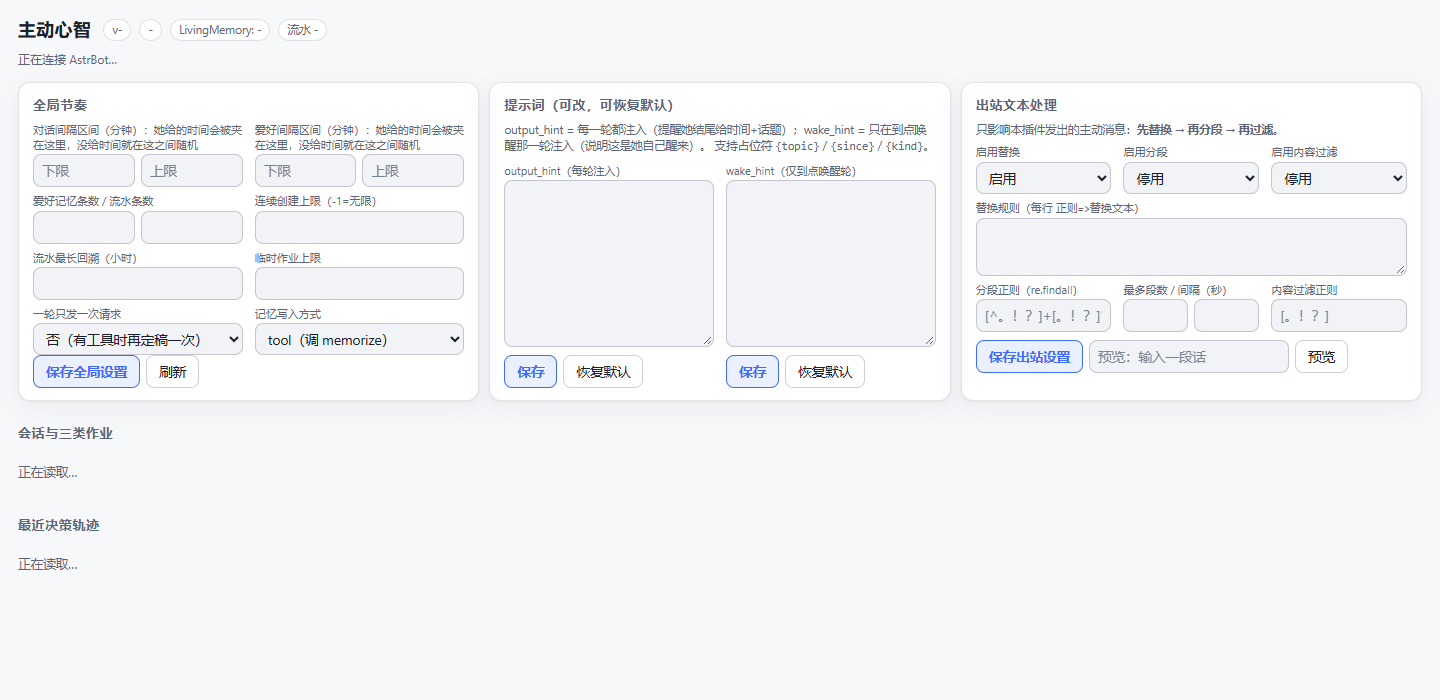 主动心智 v- - LivingMemory: - 流水 -
正在连接 AstrBot...
全局节奏
对话间隔区间（分钟）：她给的时间会被夹
在这里，没给时间就在这之间随机
爱好间隔区间（分钟）：她给的时间会被夹
在这里，没给时间就在这之间随机
下限 上限 下限 上限
爱好记忆条数 / 流水条数 连续创建上限（-1=无限）
流水最长回溯（小时） 临时作业上限
一轮只发一次请求 记忆写入方式
否（有工具时再定稿一次） tool（调 memorize）
保存全局设置 刷新
提示词（可改，可恢复默认）
output_hint = 每一轮都注入（提醒她结尾给时间+话题）；wake_hint = 只在到点唤
醒那一轮注入（说明这是她自己醒来）。 支持占位符 {topic} / {since} / {kind}。
output_hint（每轮注入） wake_hint（仅到点唤醒轮）
保存 恢复默认 保存 恢复默认
出站文本处理
只影响本插件发出的主动消息：先替换 → 再分段 → 再过滤。
启用替换 启用分段 启用内容过滤
启用 停用 停用
替换规则（每行 正则=>替换文本）
分段正则（re.findall） 最多段数 / 间隔（秒） 内容过滤正则
[^。！？]+[。！？] [。！？]
保存出站设置 预览：输入一段话 预览
会话与三类作业
正在读取...
最近决策轨迹
正在读取...